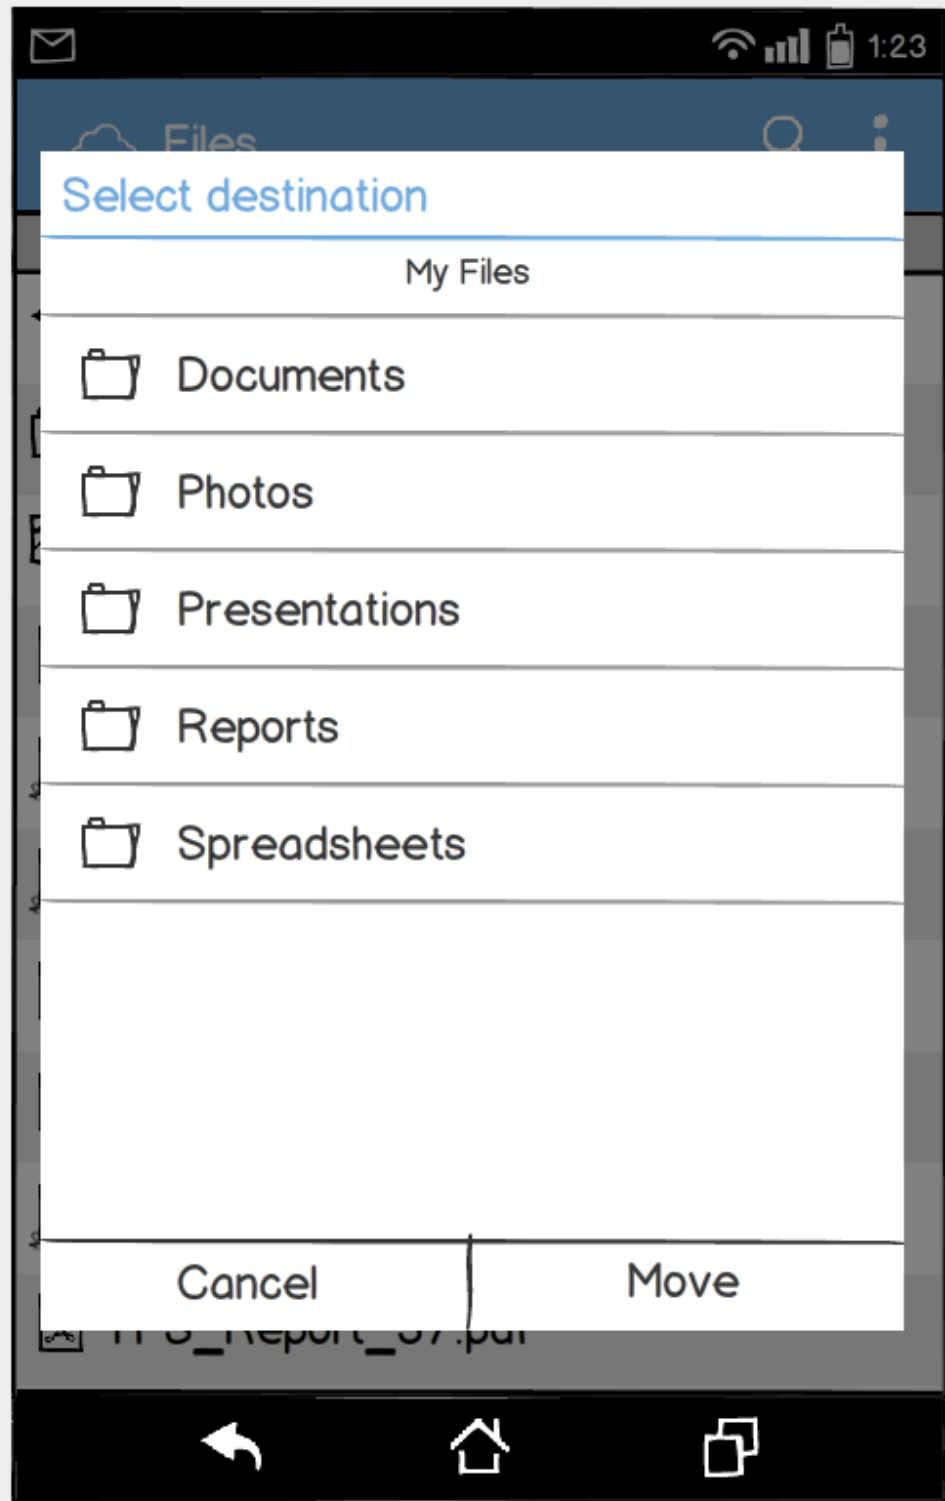 1:23
Files
Select destination
My Files
Documents
Photos
Presentations
Reports
Spreadsheets
Cancel Move